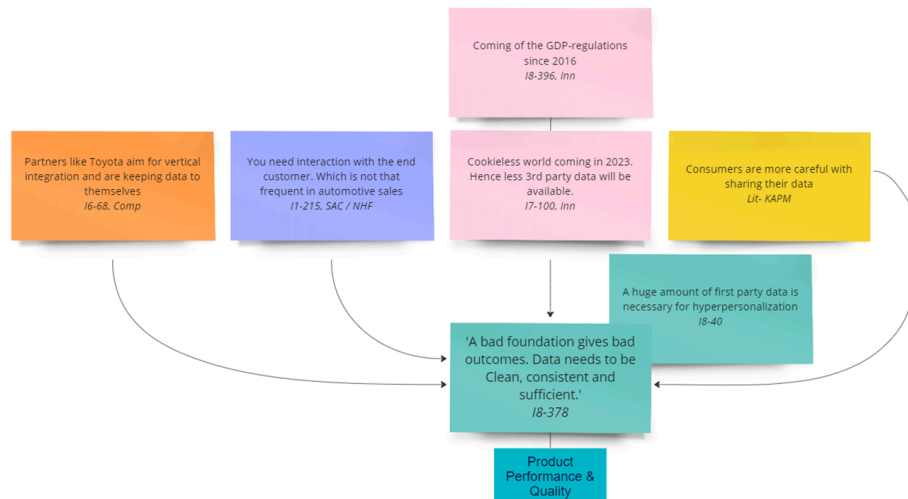 Coming of the GDP-regulations
since 2016
I8-396, Inn
Partners like Toyota aim for vertical
integration and are keeping data to
themselves
I6-68, Comp
You need interaction with the end
customer. Which is not that
frequent in automotive sales
I1-215, SAC / NHF
Cookieless world coming in 2023.
Hence less 3rd party data will be
available.
I7-100, Inn
Consumers are more careful with
sharing their data
Lit- KAPM
A huge amount of first party data is
necessary for hyperpersonalization
I8-40
'A bad foundation gives bad
outcomes. Data needs to be
Clean, consistent and
sufficient.'
I8-378
Product
Performance &
Quality